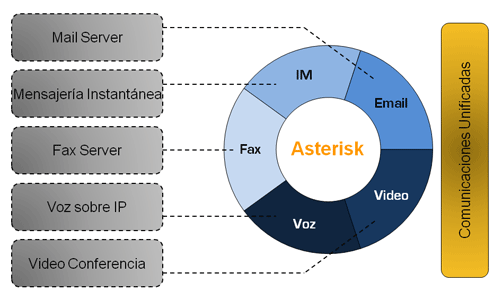 Mail Server
Mensajería Instantánea
Fax Server
Voz sobre IP
Video Conferencia
IM
Email
Fax
Asterisk
Video
Voz
Comunicaciones Unificadas